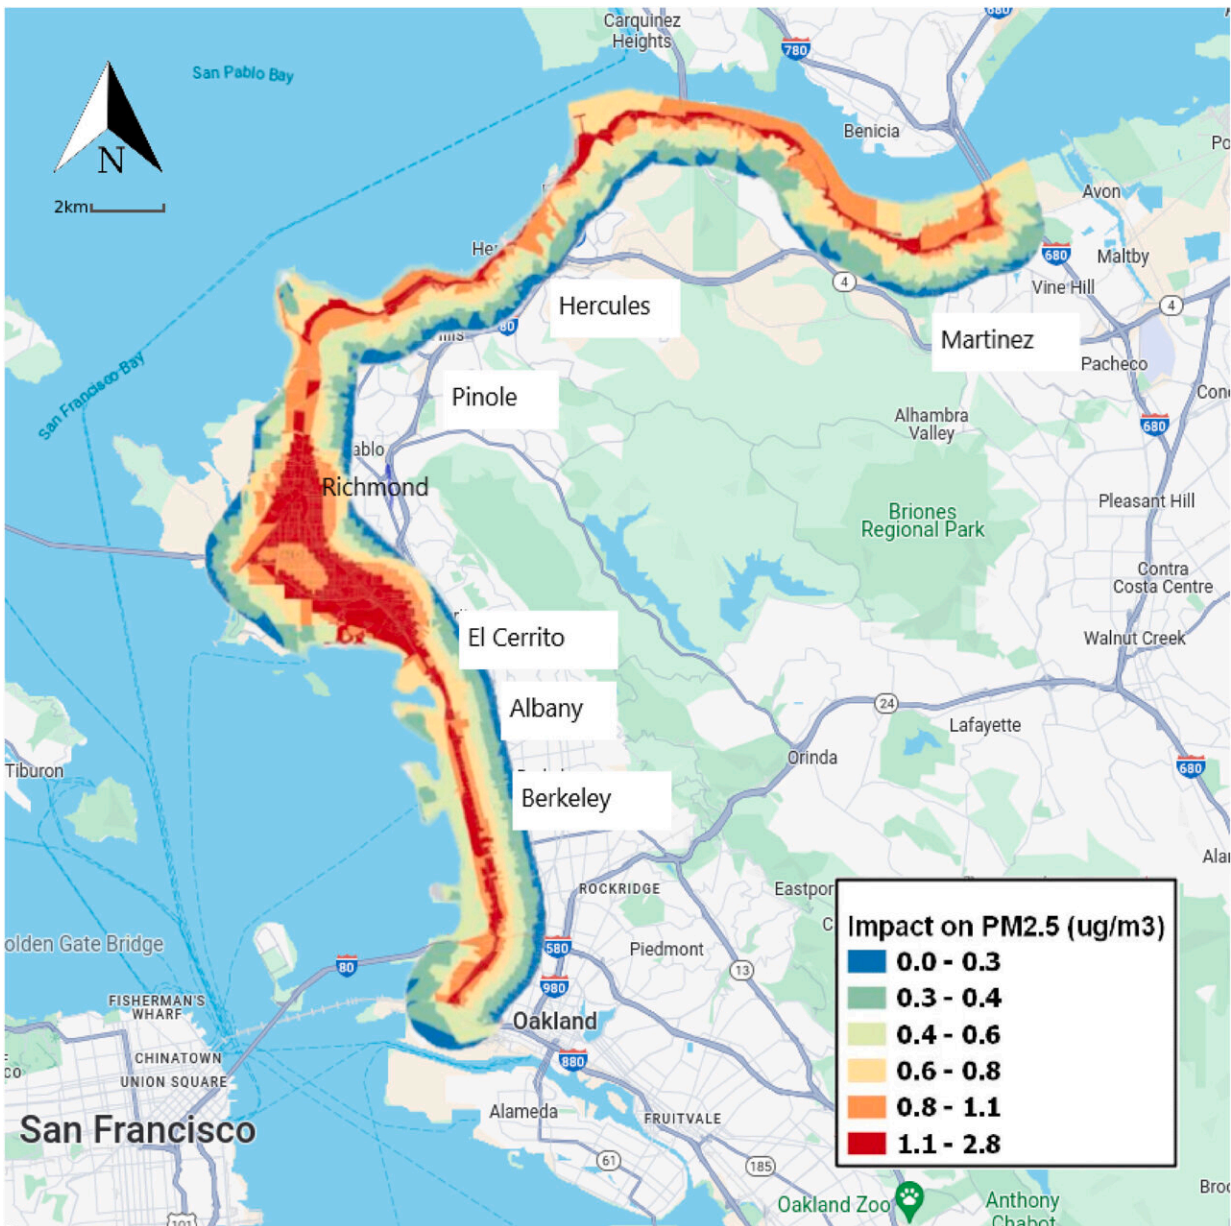 Carquinez
Heights
680
780
San Pablo Bay
N
2km
Benicia
Po
Avon
Maltby
680
Vine Hill
4
4
Her
Hercules
80
Martinez
Pacheco
San Francisco Bay
Pinole
Conc
Alhambra
Valley
680
ablo
Richmond
Pleasant Hill
Briones
Regional Park
Contra
Costa Centre
El Cerrito
Walnut Creek
24
Albany
Lafayette
Tiburon
Orinda
680
Berkeley
Alar
ROCKRIDGE
Eastpor
C
Impact on PM2.5 (ug/m3)
0.0 - 0.3
0.3 - 0.4
0.4 - 0.6
0.6 - 0.8
0.8 - 1.1
1.1 - 2.8
olden Gate Bridge
80
580
Piedmont
13
980
FISHERMAN'S
WHARF
Oakland
CHINATOWN
880
UNION SQUARE
CO
Alameda
FRUITVALE
San Francisco
61
185
Oakland Zoo
Anthony
Chabot
Broo
101